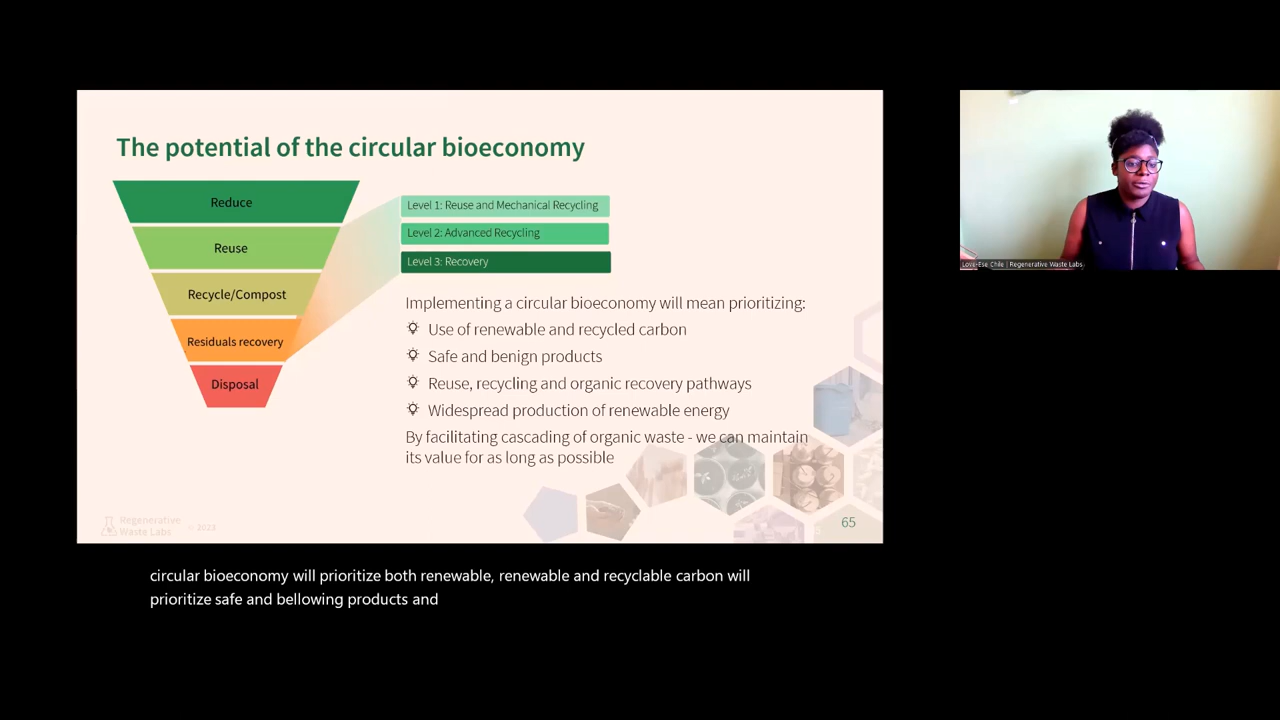 The potential of the circular bioeconomy
Reduce
Reuse
Recycle/Compost
Residuals recovery
Disposal
Level 1: Reuse and Mechanical Recycling
Level 2: Advanced Recycling
Level 3: Recovery
Implementing a circular bioeconomy will mean prioritizing:
Use of renewable and recycled carbon
Safe and benign products
Reuse, recycling and organic recovery pathways
Widespread production of renewable energy
By facilitating cascading of organic waste - we can maintain
its value for as long as possible
Regenerative
Waste Labs
© 2023
65
Love-Ese Chile | Regenerative Waste Labs
circular bioeconomy will prioritize both renewable, renewable and recyclable carbon will
prioritize safe and bellowing products and